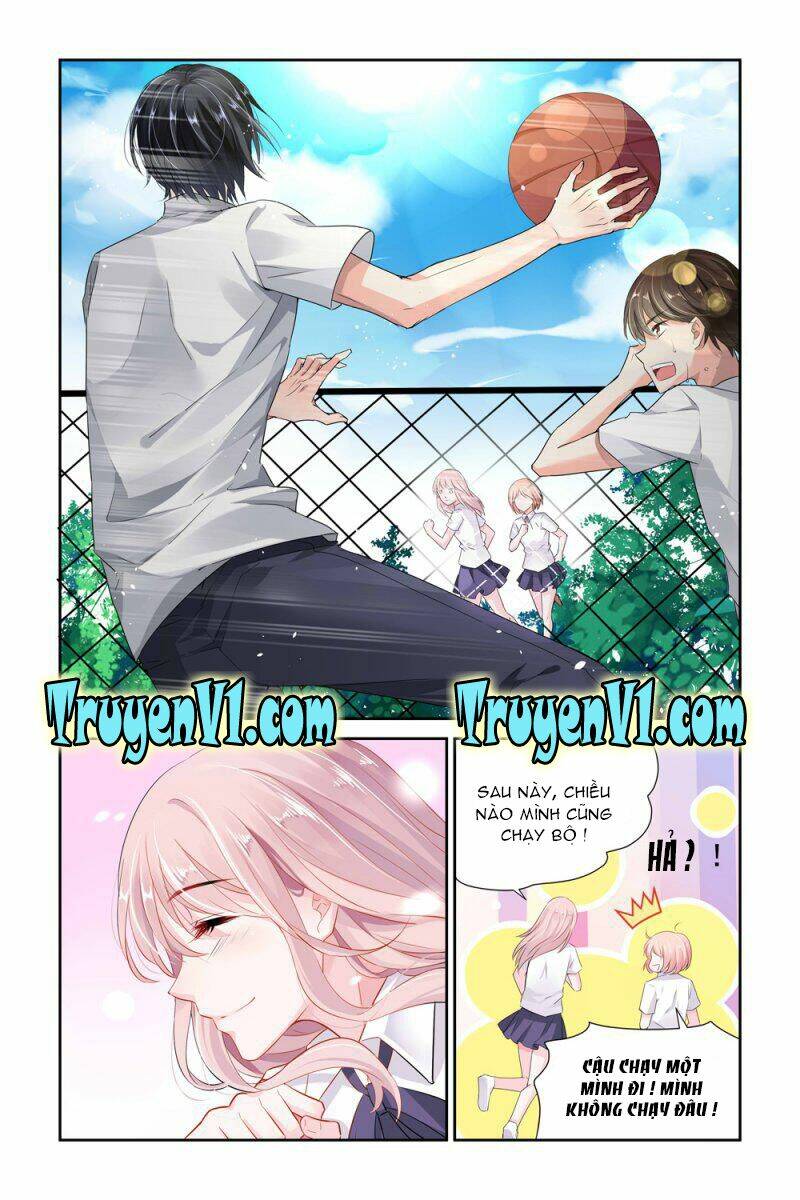 TruyenV1.com
TruyenV1.com
SAU NÀY, CHIỀU
NÀO MÌNH CŨNG
CHẠY BỘ !
HẢ ? !
CẬU CHẠY MỘT
MÌNH ĐI ! MÌNH
KHÔNG CHẠY ĐÂU !